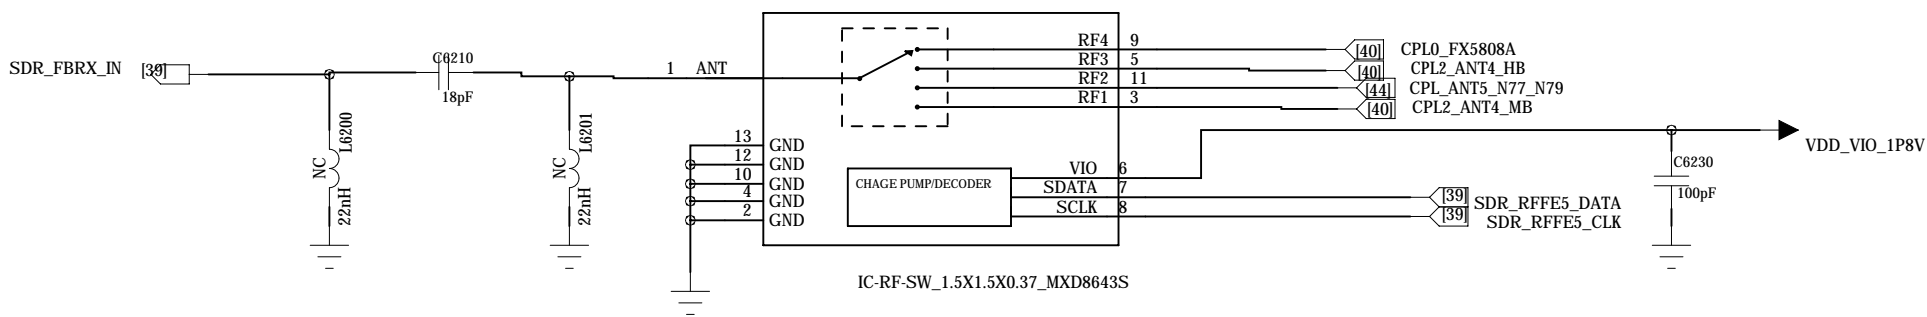 SDR_FBRX_IN [39]
C6210
18pF
NC
L6200
22nH
NC
L6201
22nH
1 ANT
RF4 9 [40] CPL0_FX5808A
RF3 5 [40] CPL2_ANT4_HB
RF2 11 [44] CPL_ANT5_N77_N79
RF1 3 [40] CPL2_ANT4_MB
13 GND
12 GND
10 GND
4 GND
2 GND
CHAGE PUMP/DECODER
VIO 6
SDATA 7 [39] SDR_RFFE5_DATA
SCLK 8 [39] SDR_RFFE5_CLK
VDD_VIO_1P8V
C6230
100pF
IC-RF-SW_1.5X1.5X0.37_MXD8643S